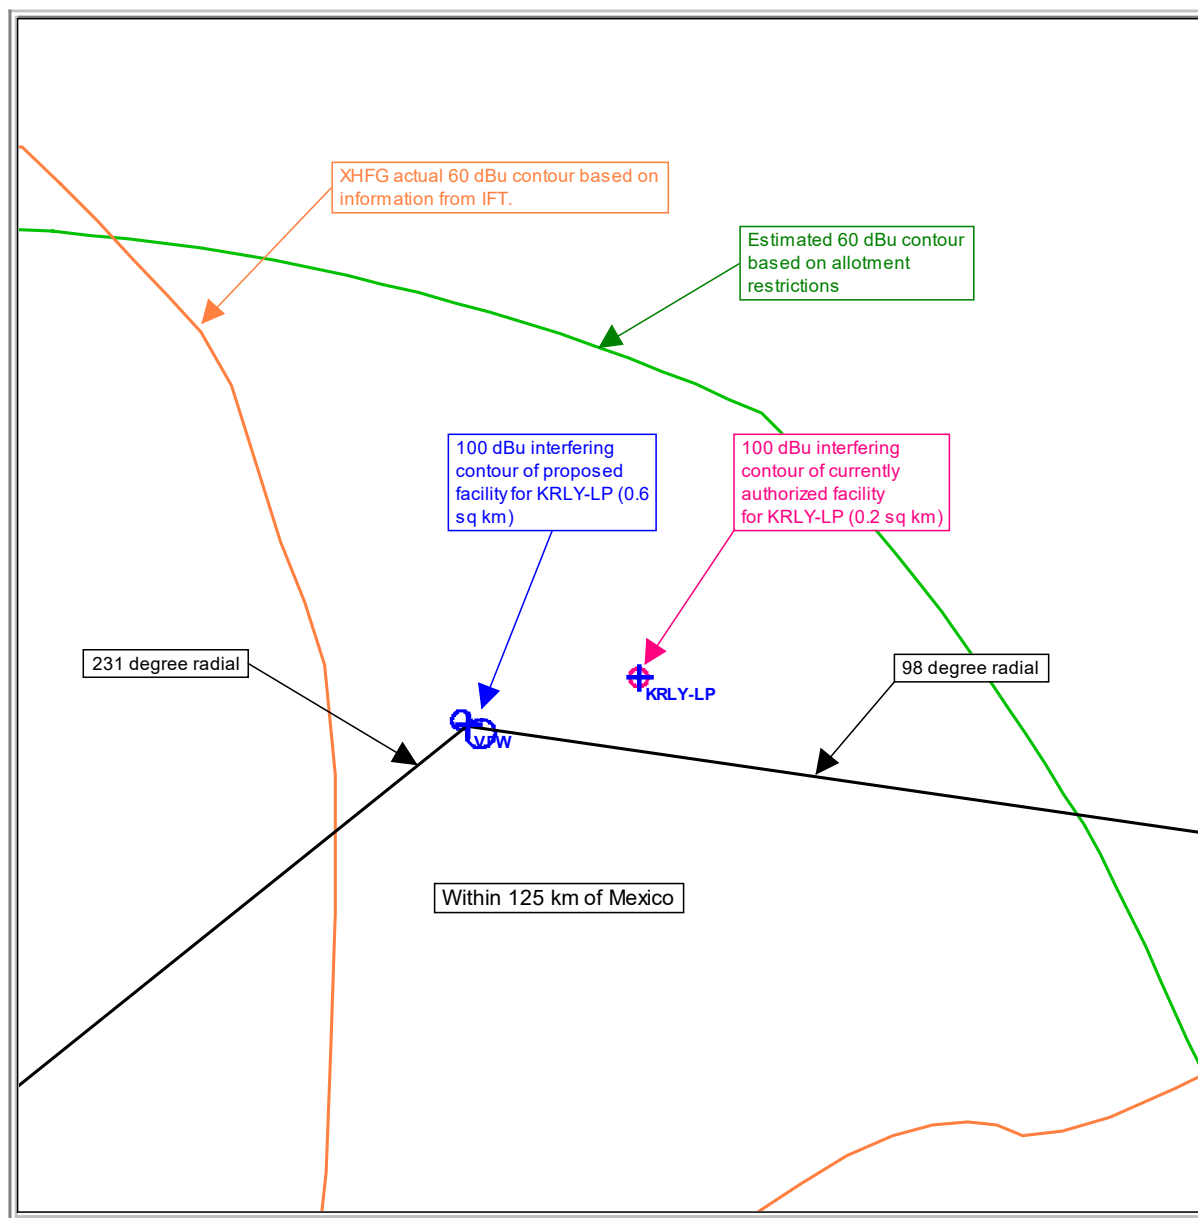 XHFG actual 60 dBu contour based on
information from IFT.
Estimated 60 dBu contour
based on allotment
restrictions
100 dBu interfering
contour of proposed
facility for KRLY-LP (0.6
sq km)
100 dBu interfering
contour of currently
authorized facility
for KRLY-LP (0.2 sq km)
231 degree radial
98 degree radial
KRLY-LP
VFW
Within 125 km of Mexico